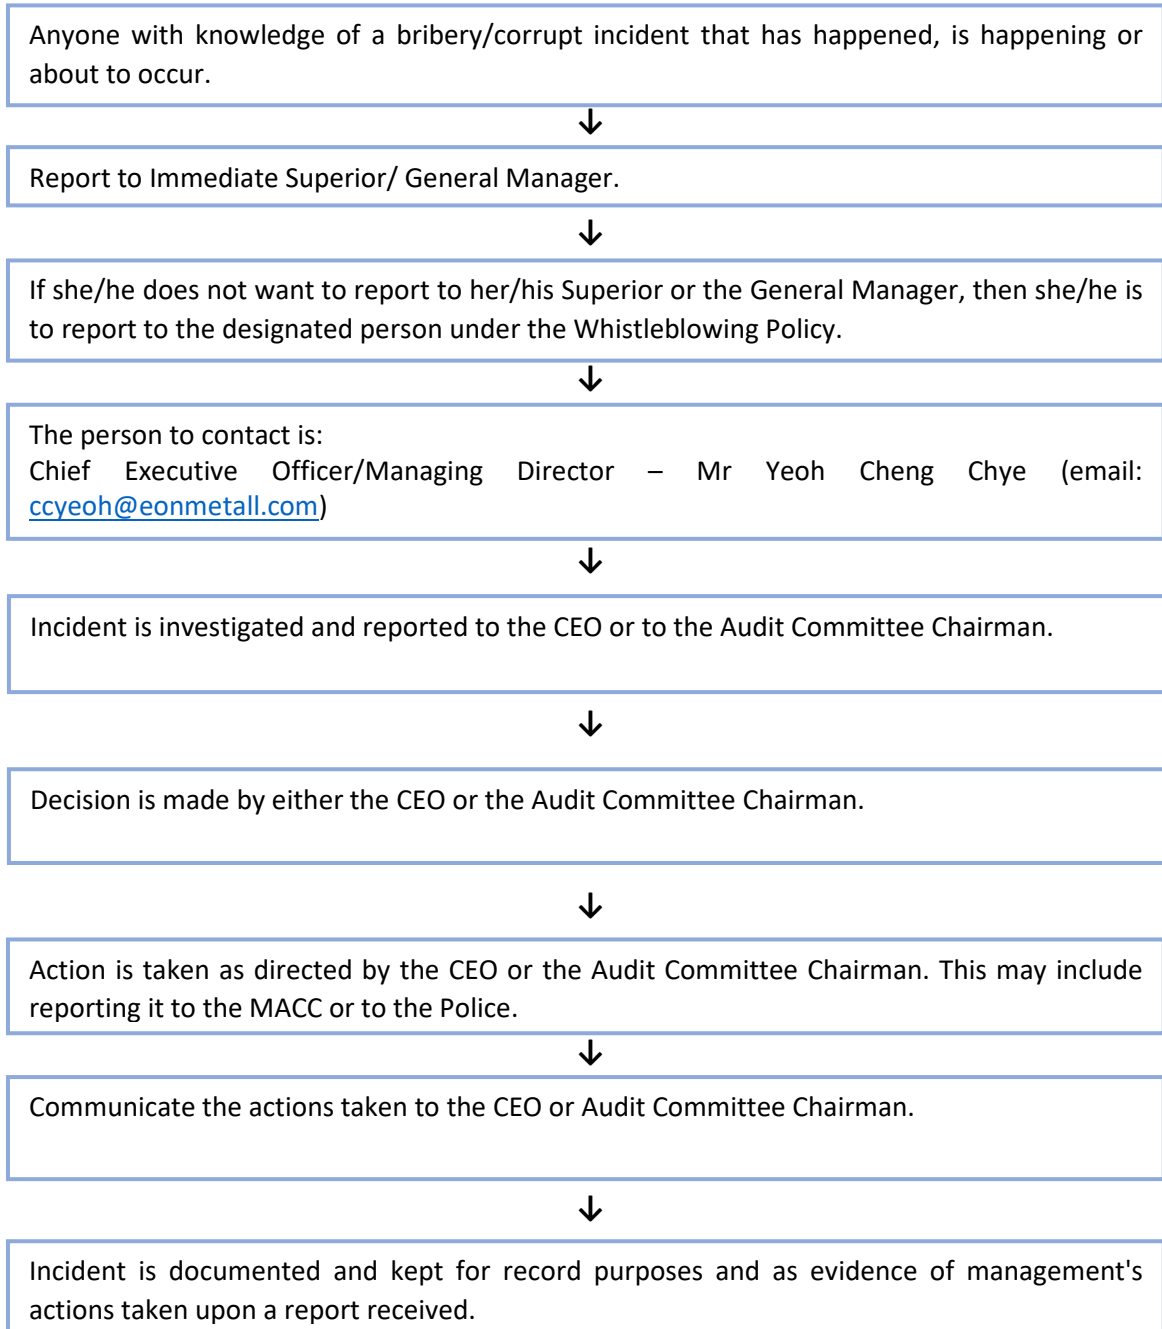 Anyone with knowledge of a bribery/corrupt incident that has happened, is happening or
about to occur.
↓
Report to Immediate Superior/ General Manager.
↓
If she/he does not want to report to her/his Superior or the General Manager, then she/he is
to report to the designated person under the Whistleblowing Policy.
↓
The person to contact is:
Chief Executive Officer/Managing Director – Mr Yeoh Cheng Chye (email:
ccyeoh@eonmetall.com)
↓
Incident is investigated and reported to the CEO or to the Audit Committee Chairman.
↓
Decision is made by either the CEO or the Audit Committee Chairman.
↓
Action is taken as directed by the CEO or the Audit Committee Chairman. This may include
reporting it to the MACC or to the Police.
↓
Communicate the actions taken to the CEO or Audit Committee Chairman.
↓
Incident is documented and kept for record purposes and as evidence of management's
actions taken upon a report received.